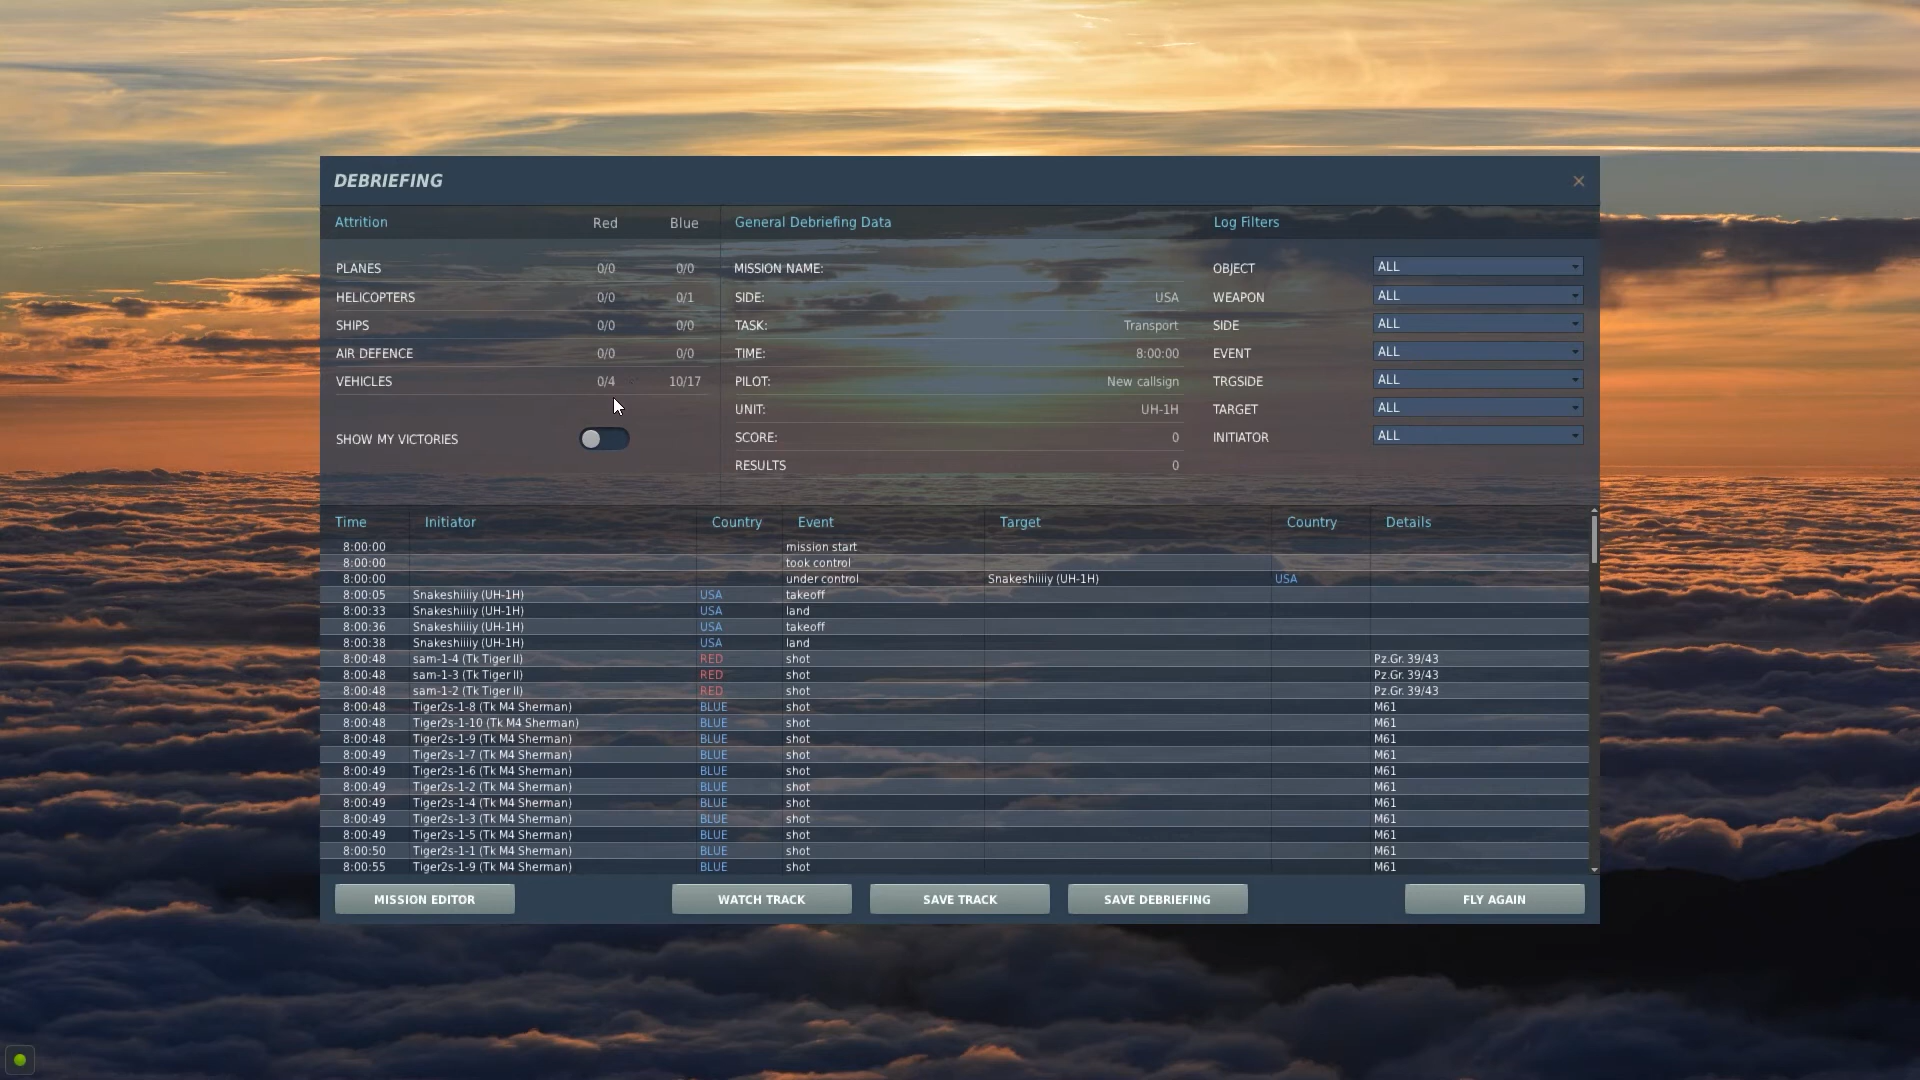 DEBRIEFING
Attrition Red Blue General Debriefing Data Log Filters
PLANES 0/0 0/0 MISSION NAME: OBJECT ALL
HELICOPTERS 0/0 0/1 SIDE: USA WEAPON ALL
SHIPS 0/0 0/0 TASK: Transport SIDE ALL
AIR DEFENCE 0/0 0/0 TIME: 8:00:00 EVENT ALL
VEHICLES 0/4 10/17 PILOT: New callsign TRGSIDE ALL
UNIT: UH-1H TARGET ALL
SHOW MY VICTORIES SCORE: 0 INITIATOR ALL
RESULTS 0
Time Initiator Country Event Target Country Details
8:00:00 mission start
8:00:00 took control
8:00:00 under control Snakeshiiiiy (UH-1H) USA
8:00:05 Snakeshiiiiy (UH-1H) USA takeoff
8:00:33 Snakeshiiiiy (UH-1H) USA land
8:00:36 Snakeshiiiiy (UH-1H) USA takeoff
8:00:38 Snakeshiiiiy (UH-1H) USA land
8:00:48 sam-1-4 (Tk Tiger II) RED shot Pz.Gr. 39/43
8:00:48 sam-1-3 (Tk Tiger II) RED shot Pz.Gr. 39/43
8:00:48 sam-1-2 (Tk Tiger II) RED shot Pz.Gr. 39/43
8:00:48 Tiger2s-1-8 (Tk M4 Sherman) BLUE shot M61
8:00:48 Tiger2s-1-10 (Tk M4 Sherman) BLUE shot M61
8:00:48 Tiger2s-1-9 (Tk M4 Sherman) BLUE shot M61
8:00:49 Tiger2s-1-7 (Tk M4 Sherman) BLUE shot M61
8:00:49 Tiger2s-1-6 (Tk M4 Sherman) BLUE shot M61
8:00:49 Tiger2s-1-2 (Tk M4 Sherman) BLUE shot M61
8:00:49 Tiger2s-1-4 (Tk M4 Sherman) BLUE shot M61
8:00:49 Tiger2s-1-3 (Tk M4 Sherman) BLUE shot M61
8:00:49 Tiger2s-1-5 (Tk M4 Sherman) BLUE shot M61
8:00:50 Tiger2s-1-1 (Tk M4 Sherman) BLUE shot M61
8:00:55 Tiger2s-1-9 (Tk M4 Sherman) BLUE shot M61
MISSION EDITOR WATCH TRACK SAVE TRACK SAVE DEBRIEFING FLY AGAIN